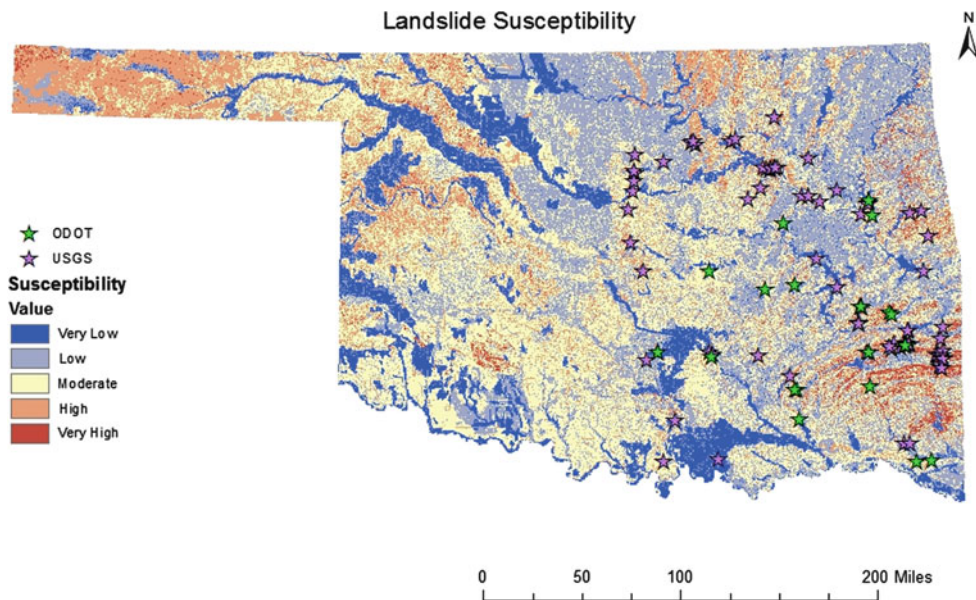 Landslide Susceptibility
N
ODOT
USGS
Susceptibility
Value
Very Low
Low
Moderate
High
Very High
0 50 100 200 Miles